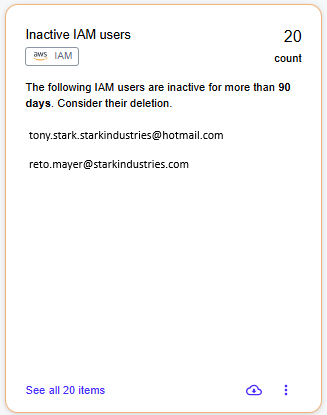 Inactive IAM users
20
aws IAM
count
The following IAM users are inactive for more than 90
days. Consider their deletion.
tony.stark.starkindustries@hotmail.com
reto.mayer@starkindustries.com
See all 20 items